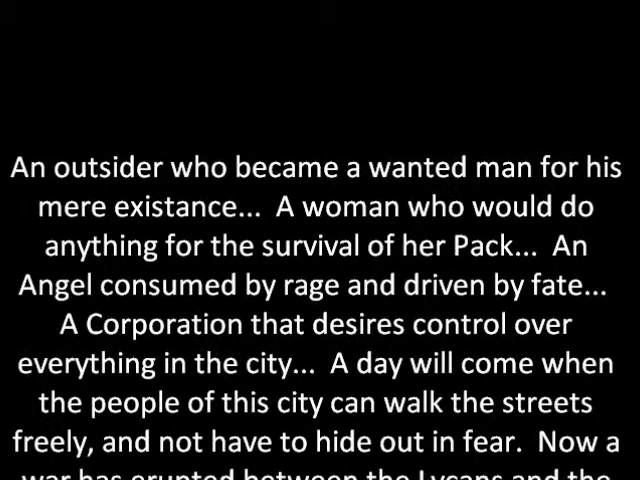 An outsider who became a wanted man for his
mere existance...  A woman who would do
anything for the survival of her Pack...  An
Angel consumed by rage and driven by fate...
A Corporation that desires control over
everything in the city...  A day will come when
the people of this city can walk the streets
freely, and not have to hide out in fear.  Now a
war has erupted between the Lycans and the